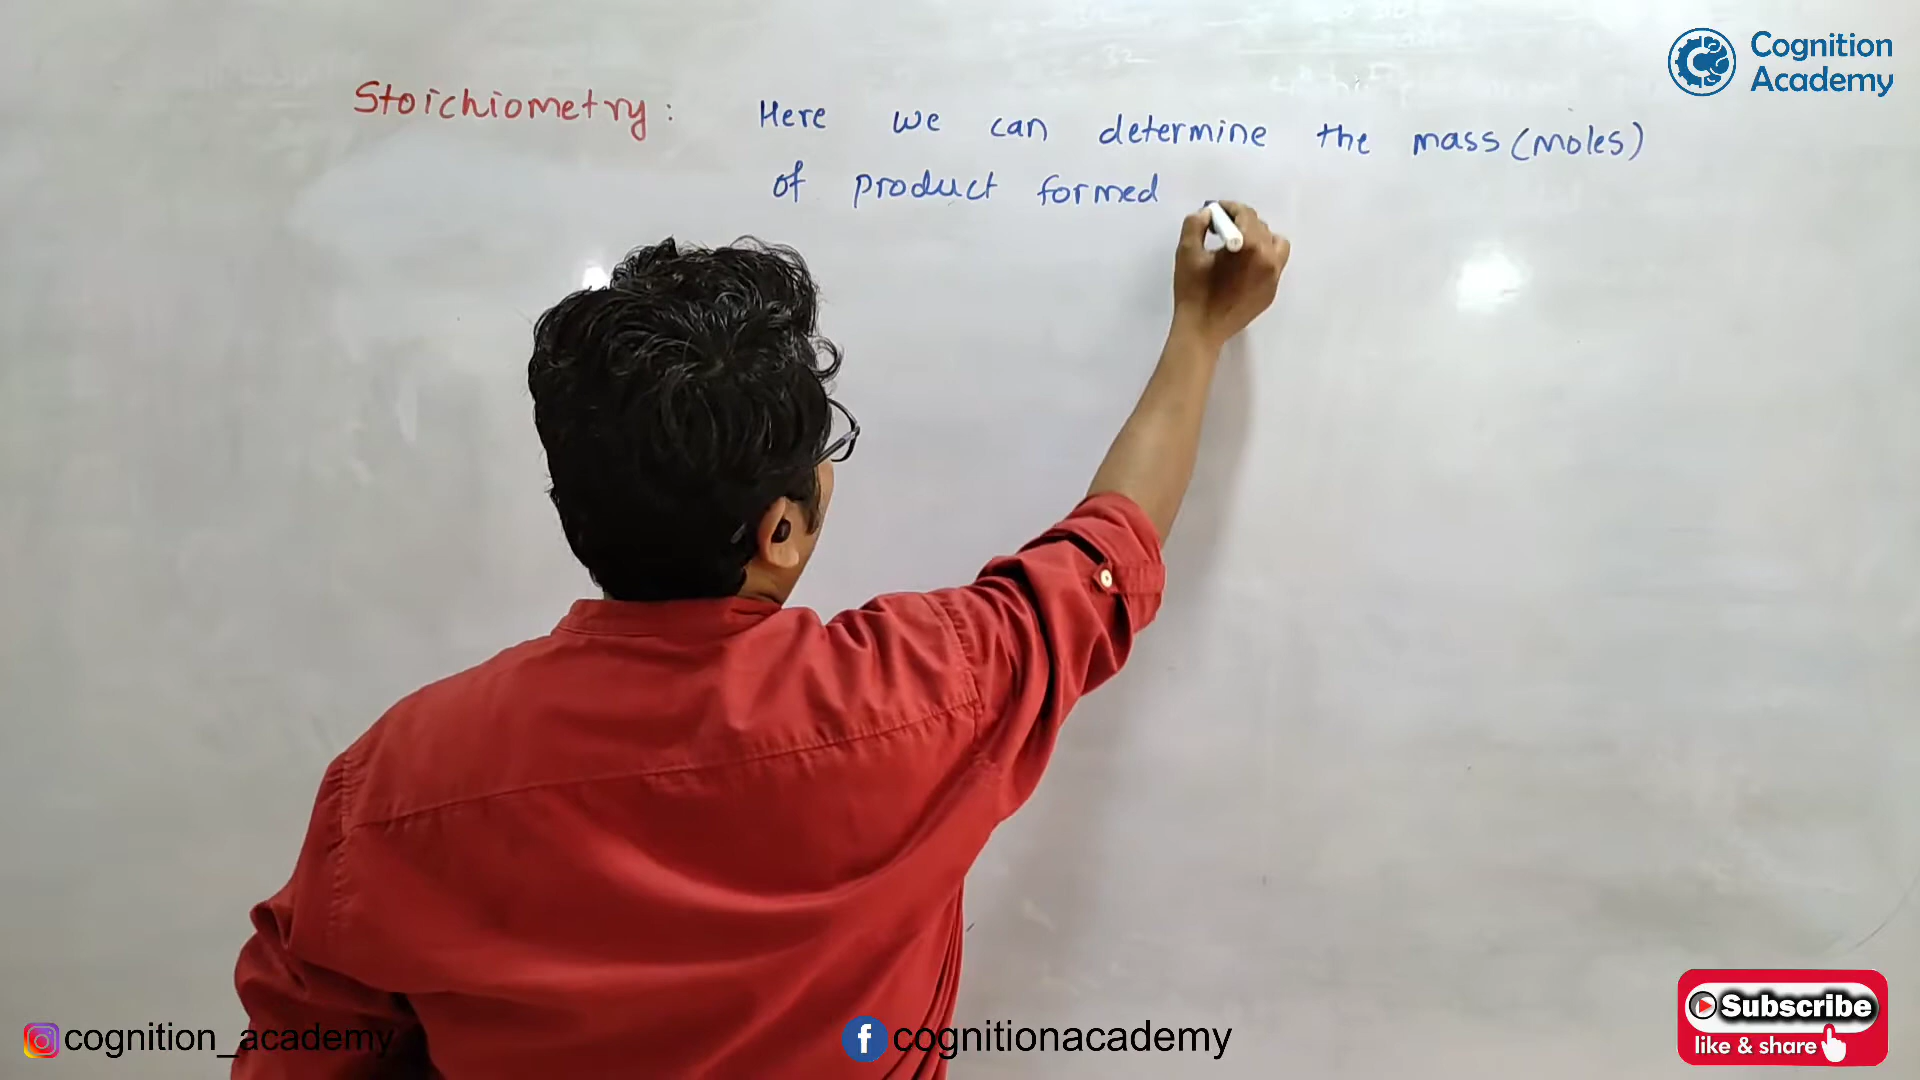 Stoichiometry: Here we can determine the mass (moles)
of product formed
Cognition
Academy
cognition_academy
cognitionacademy
Subscribe
like & share